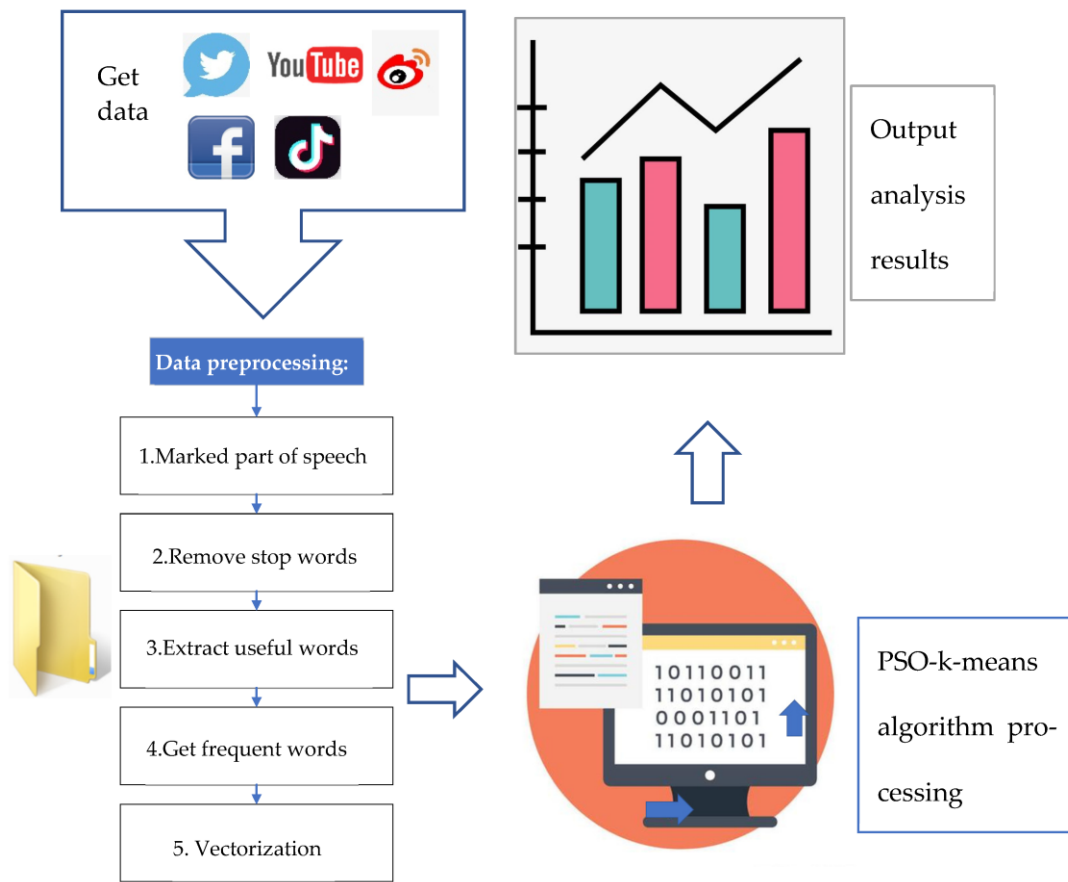 Get
data
YouTube
f
Data preprocessing:
1.Marked part of speech
2.Remove stop words
3.Extract useful words
4.Get frequent words
5. Vectorization
Output
analysis
results
10110011
11010101
0001101
11010101
PSO-k-means
algorithm pro-
cessing